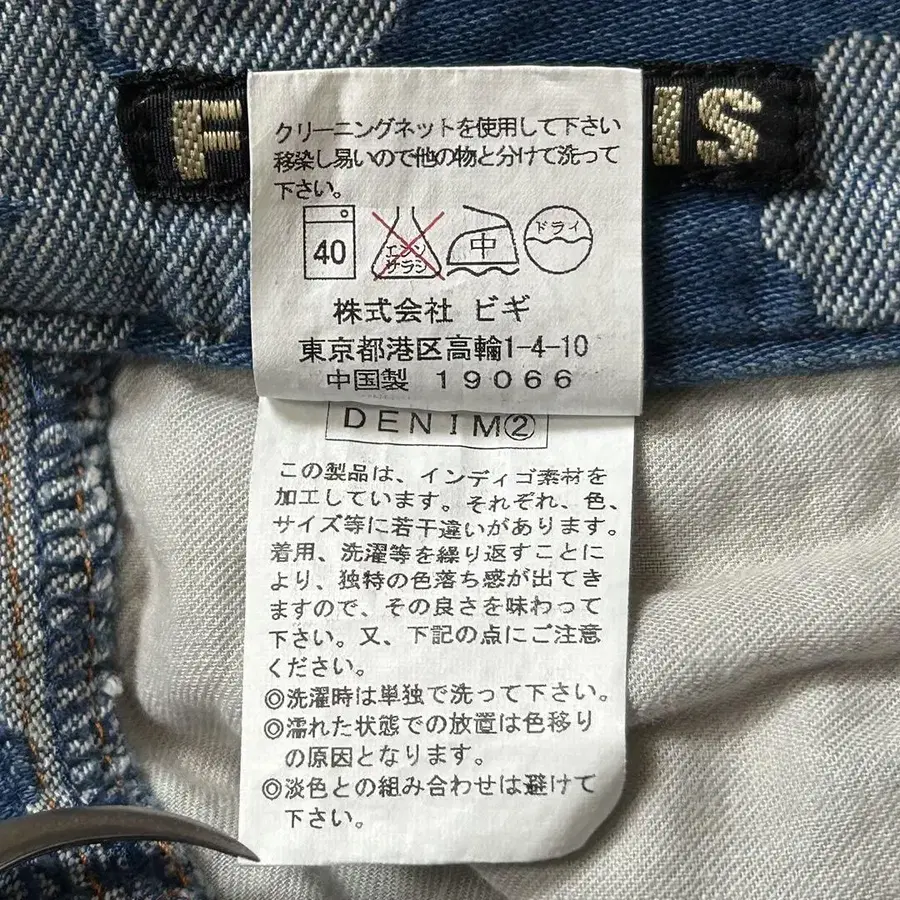 F
IS
クリーニングネットを使用して下さい
移染し易いので他の物と分けて洗って
下さい。
40 エンソサラシ 中 ドライ
株式会社 ビギ
東京都港区高輪1-4-10
中国製 19066
DENIM②
この製品は、インディゴ素材を
加工しています。それぞれ、色、
サイズ等に若干違いがあります。
着用、洗濯等を繰り返すことに
より、独特の色落ち感が出てき
ますので、その良さを味わって
下さい。又、下記の点にご注意
ください。
◎洗濯時は単独で洗って下さい。
◎濡れた状態での放置は色移り
の原因となります。
◎淡色との組み合わせは避けて
下さい。